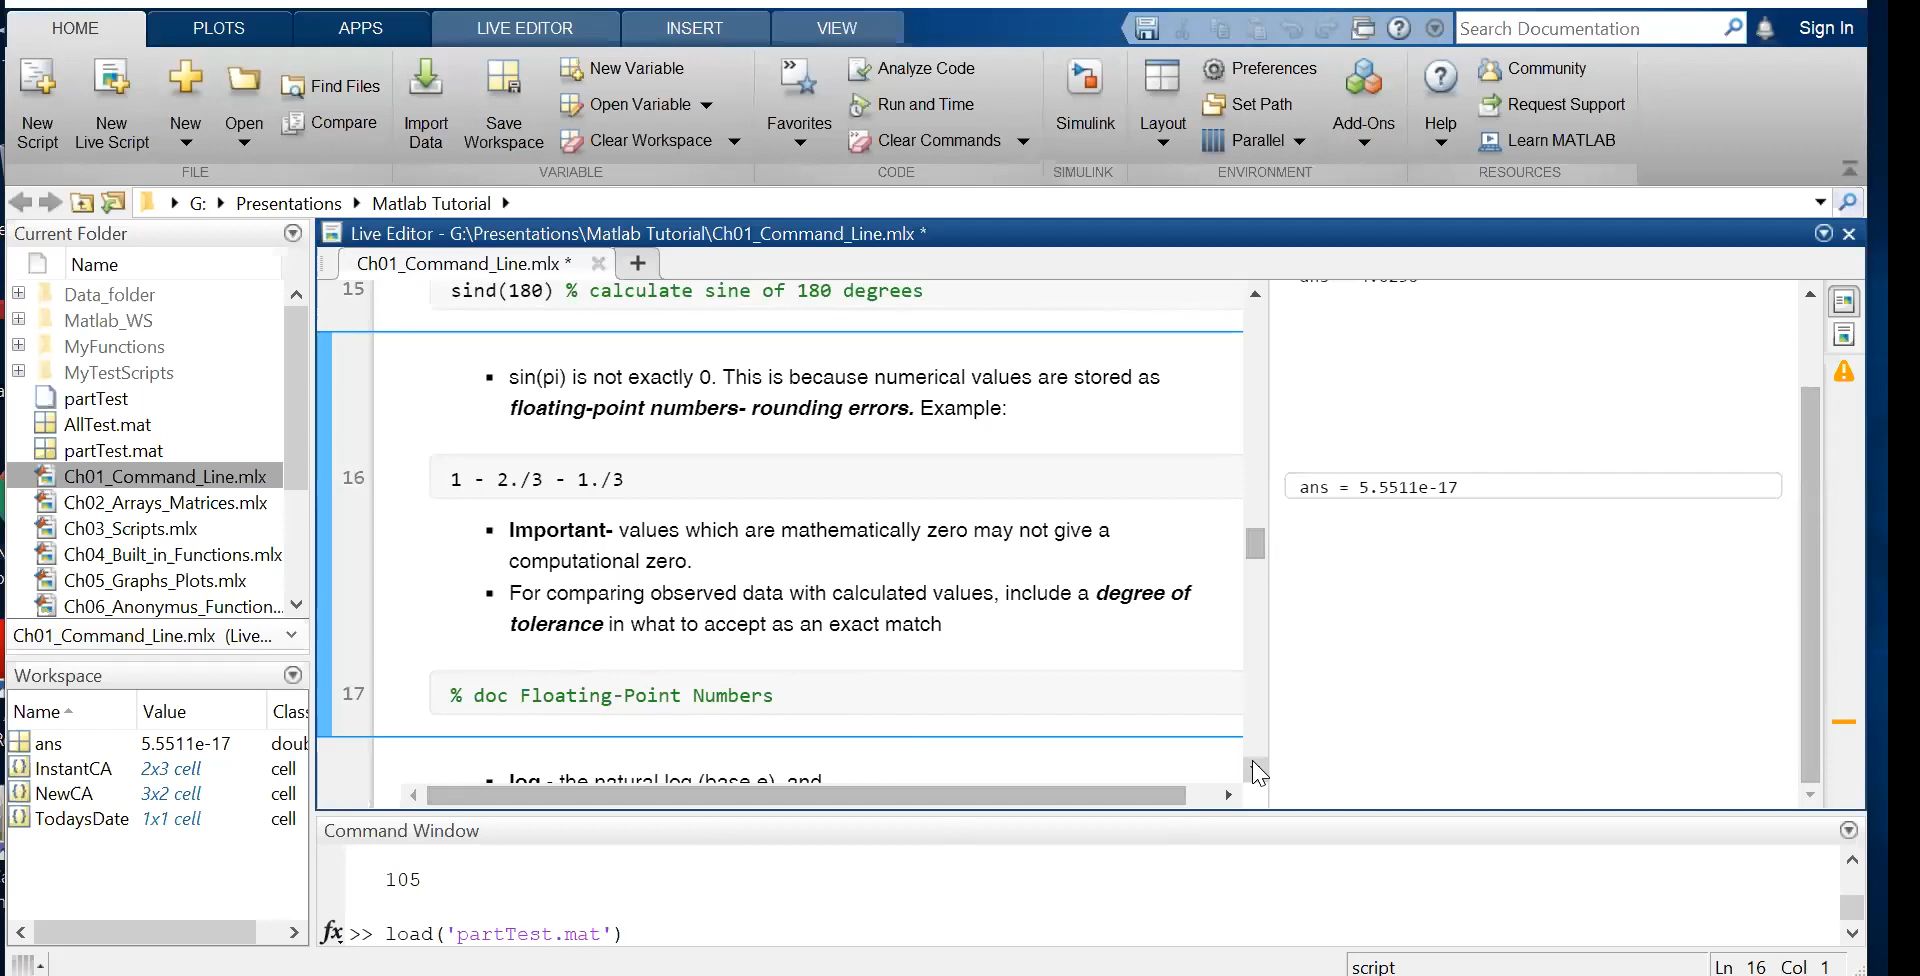 HOME PLOTS APPS LIVE EDITOR INSERT VIEW Search Documentation Sign In
New Script
New Live Script
New
Open
Find Files
Compare
FILE
Import Data
Save Workspace
New Variable
Open Variable
Clear Workspace
VARIABLE
Favorites
Analyze Code
Run and Time
Clear Commands
CODE
Simulink
SIMULINK
Layout
Preferences
Set Path
Parallel
Add-Ons
ENVIRONMENT
Help
Community
Request Support
Learn MATLAB
RESOURCES
G: Presentations Matlab Tutorial
Current Folder
Name
Data_folder
Matlab_WS
MyFunctions
MyTestScripts
partTest
AllTest.mat
partTest.mat
Ch01_Command_Line.mlx
Ch02_Arrays_Matrices.mlx
Ch03_Scripts.mlx
Ch04_Built_in_Functions.mlx
Ch05_Graphs_Plots.mlx
Ch06_Anonymus_Function...
Ch01_Command_Line.mlx (Live...
Workspace
Name Value Class
ans 5.5511e-17 doub
InstantCA 2x3 cell cell
NewCA 3x2 cell cell
TodaysDate 1x1 cell cell
Live Editor - G:\Presentations\Matlab Tutorial\Ch01_Command_Line.mlx *
Ch01_Command_Line.mlx *
15 sind(180) % calculate sine of 180 degrees
sin(pi) is not exactly 0. This is because numerical values are stored as
floating-point numbers- rounding errors. Example:
16 1 - 2./3 - 1./3
ans = 5.5511e-17
Important- values which are mathematically zero may not give a
computational zero.
For comparing observed data with calculated values, include a degree of
tolerance in what to accept as an exact match
17 % doc Floating-Point Numbers
log - the natural log (base e), and
Command Window
105
fx >> load('partTest.mat')
script Ln 16 Col 1